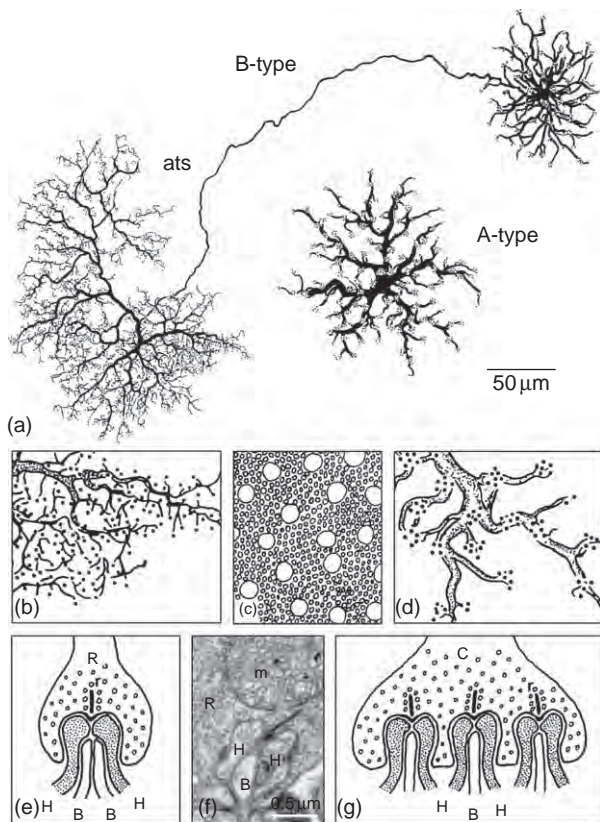 B-type
ats
A-type
50 μm
(a)
(b)
(c)
(d)
R
r
H B B H
(e)
m
R
H
H
B
0.5 μm
(f)
C
r
H B H
(g)